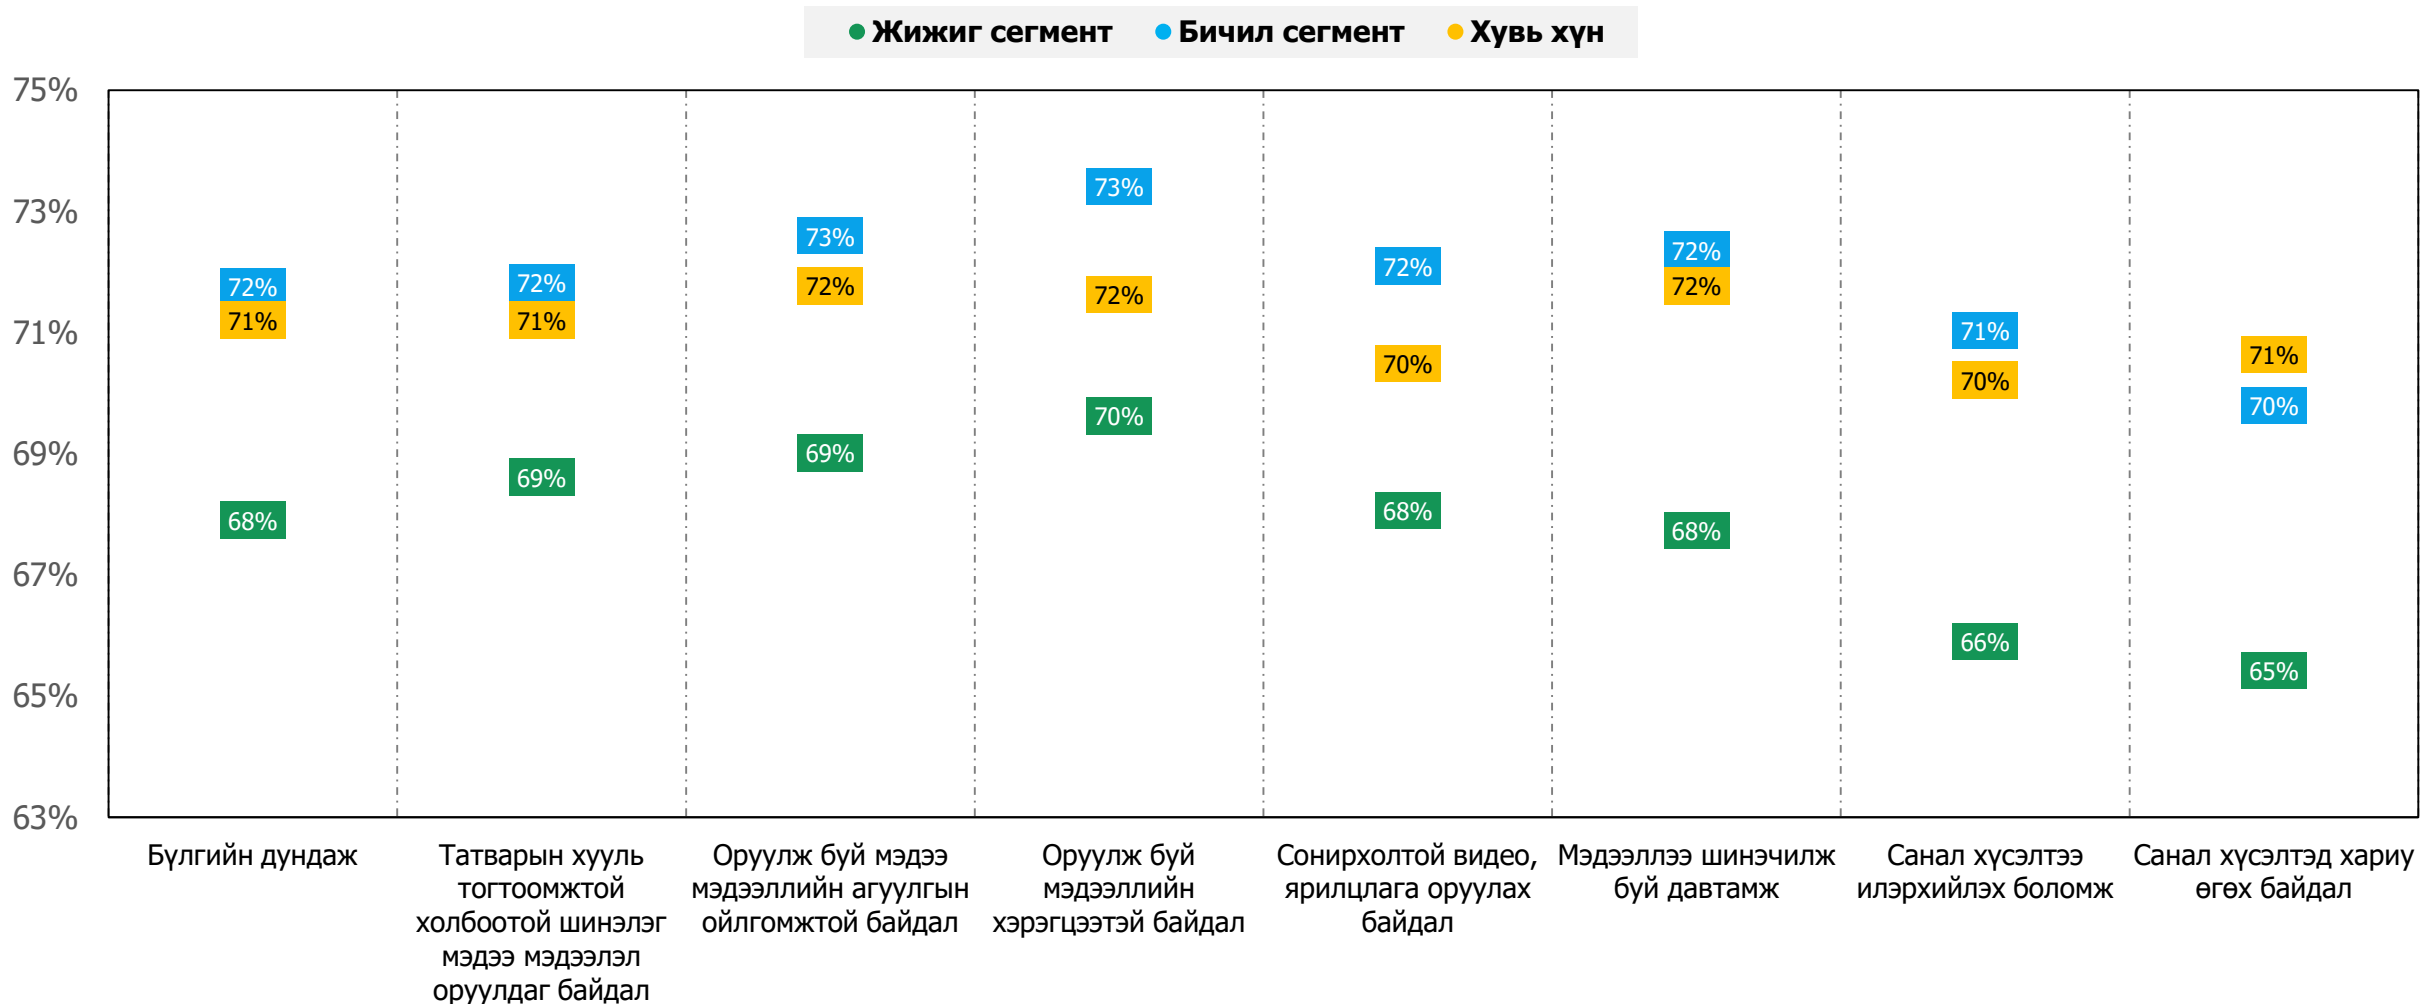 Жижиг сегмент Бичил сегмент Хувь хүн
75%
73%
71%
69%
67%
65%
63%
72%
71%
68%
72%
71%
69%
73%
72%
69%
73%
72%
70%
72%
70%
68%
72%
72%
68%
71%
70%
66%
71%
70%
65%
Бүлгийн дундаж
Татварын хууль
тогтоомжтой
холбоотой шинэлэг
мэдээ мэдээлэл
оруулдаг байдал
Оруулж буй мэдээ
мэдээллийн агуулгын
ойлгомжтой байдал
Оруулж буй
мэдээллийн
хэрэгцээтэй байдал
Сонирхолтой видео,
ярилцлага оруулах
байдал
Мэдээллээ шинэчилж
буй давтамж
Санал хүсэлтээ
илэрхийлэх боломж
Санал хүсэлтэд хариу
өгөх байдал